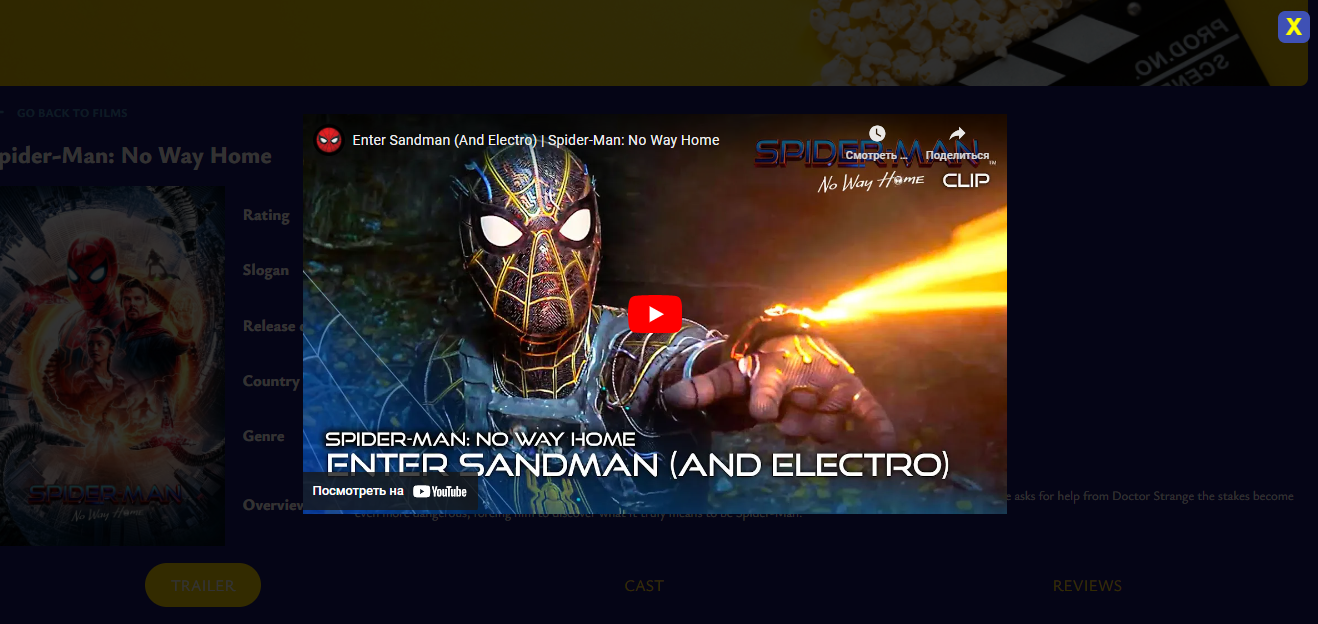 X
PROD.NO.
SCENE
GO BACK TO FILMS
Enter Sandman (And Electro) | Spider-Man: No Way Home
SPIDER-MAN
Смотреть ...
Поделиться
TM
No Way Home
CLIP
pider-Man: No Way Home
Rating
Slogan
Release
Country
Genre
SPIDER-MAN: NO WAY HOME
ENTER SANDMAN (AND ELECTRO)
SPIDER-MAN
No Way Home
Посмотреть на YouTube
Overview
e asks for help from Doctor Strange the stakes become
even more dangerous, forcing him to discover what it truly means to be Spider-Man.
TRAILER
CAST
REVIEWS